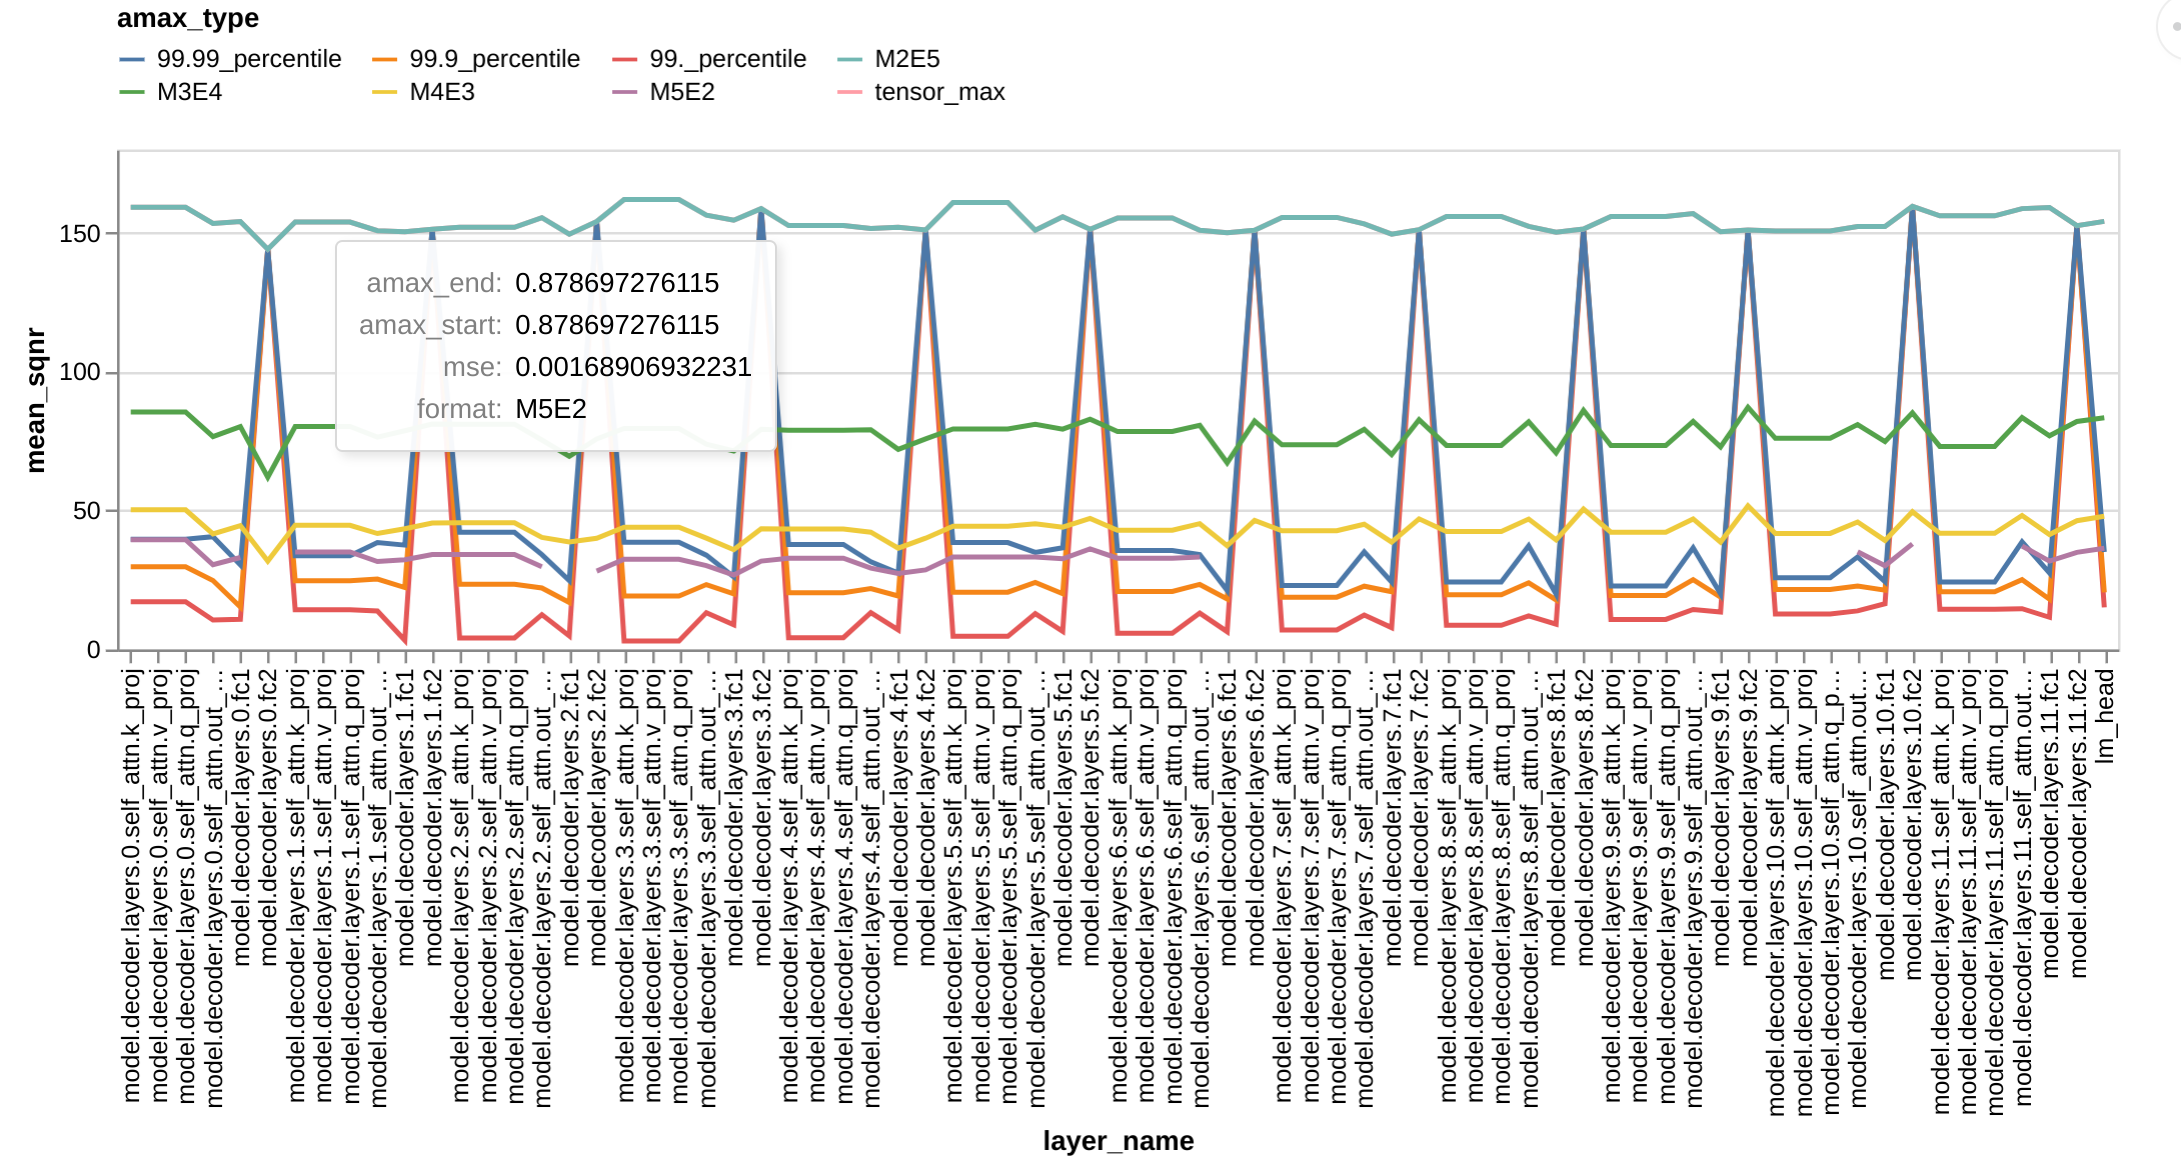 amax_type
99.99_percentile 99.9_percentile 99._percentile M2E5
M3E4 M4E3 M5E2 tensor_max
mean_sqnr
150
100
50
0
amax_end: 0.878697276115
amax_start: 0.878697276115
mse: 0.00168906932231
format: M5E2
model.decoder.layers.0.self_attn.k_proj
model.decoder.layers.0.self_attn.v_proj
model.decoder.layers.0.self_attn.q_proj
model.decoder.layers.0.self_attn.out_…
model.decoder.layers.0.fc1
model.decoder.layers.0.fc2
model.decoder.layers.1.self_attn.k_proj
model.decoder.layers.1.self_attn.v_proj
model.decoder.layers.1.self_attn.q_proj
model.decoder.layers.1.self_attn.out_…
model.decoder.layers.1.fc1
model.decoder.layers.1.fc2
model.decoder.layers.2.self_attn.k_proj
model.decoder.layers.2.self_attn.v_proj
model.decoder.layers.2.self_attn.q_proj
model.decoder.layers.2.self_attn.out_…
model.decoder.layers.2.fc1
model.decoder.layers.2.fc2
model.decoder.layers.3.self_attn.k_proj
model.decoder.layers.3.self_attn.v_proj
model.decoder.layers.3.self_attn.q_proj
model.decoder.layers.3.self_attn.out_…
model.decoder.layers.3.fc1
model.decoder.layers.3.fc2
model.decoder.layers.4.self_attn.k_proj
model.decoder.layers.4.self_attn.v_proj
model.decoder.layers.4.self_attn.q_proj
model.decoder.layers.4.self_attn.out_…
model.decoder.layers.4.fc1
model.decoder.layers.4.fc2
model.decoder.layers.5.self_attn.k_proj
model.decoder.layers.5.self_attn.v_proj
model.decoder.layers.5.self_attn.q_proj
model.decoder.layers.5.self_attn.out_…
model.decoder.layers.5.fc1
model.decoder.layers.5.fc2
model.decoder.layers.6.self_attn.k_proj
model.decoder.layers.6.self_attn.v_proj
model.decoder.layers.6.self_attn.q_proj
model.decoder.layers.6.self_attn.out_…
model.decoder.layers.6.fc1
model.decoder.layers.6.fc2
model.decoder.layers.7.self_attn.k_proj
model.decoder.layers.7.self_attn.v_proj
model.decoder.layers.7.self_attn.q_proj
model.decoder.layers.7.self_attn.out_…
model.decoder.layers.7.fc1
model.decoder.layers.7.fc2
model.decoder.layers.8.self_attn.k_proj
model.decoder.layers.8.self_attn.v_proj
model.decoder.layers.8.self_attn.q_proj
model.decoder.layers.8.self_attn.out_…
model.decoder.layers.8.fc1
model.decoder.layers.8.fc2
model.decoder.layers.9.self_attn.k_proj
model.decoder.layers.9.self_attn.v_proj
model.decoder.layers.9.self_attn.q_proj
model.decoder.layers.9.self_attn.out_…
model.decoder.layers.9.fc1
model.decoder.layers.9.fc2
model.decoder.layers.10.self_attn.k_proj
model.decoder.layers.10.self_attn.v_proj
model.decoder.layers.10.self_attn.q_p…
model.decoder.layers.10.self_attn.out…
model.decoder.layers.10.fc1
model.decoder.layers.10.fc2
model.decoder.layers.11.self_attn.k_proj
model.decoder.layers.11.self_attn.v_proj
model.decoder.layers.11.self_attn.q_proj
model.decoder.layers.11.self_attn.out…
model.decoder.layers.11.fc1
model.decoder.layers.11.fc2
lm_head
layer_name